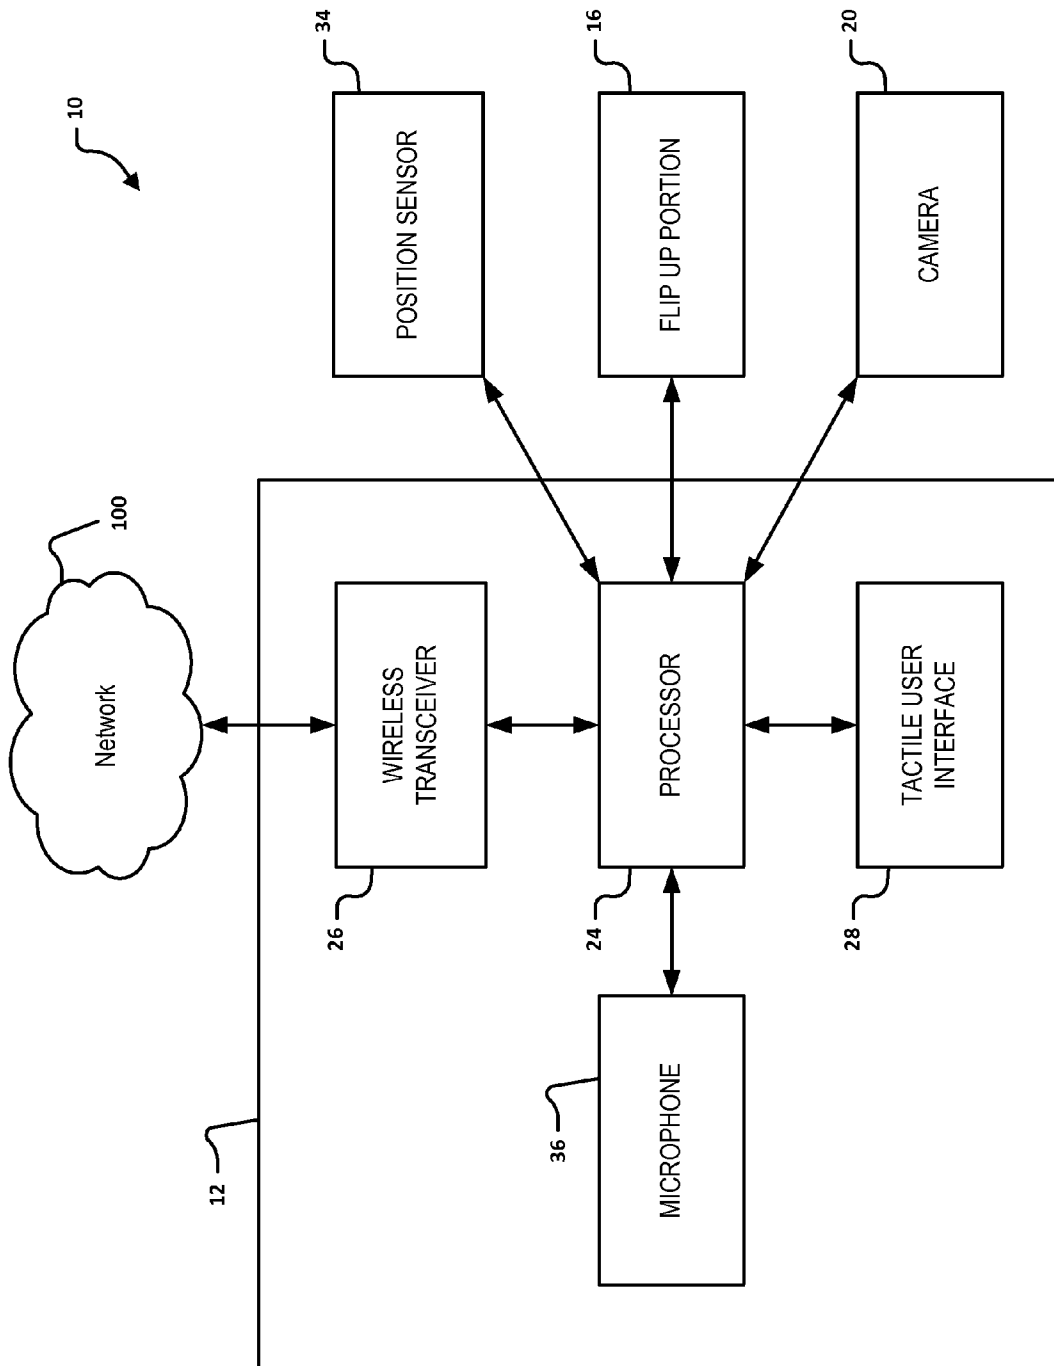 10
100
Network
12
26
WIRELESS
TRANSCEIVER
34
POSITION SENSOR
36
MICROPHONE
24
PROCESSOR
16
FLIP UP PORTION
28
TACTILE USER
INTERFACE
20
CAMERA